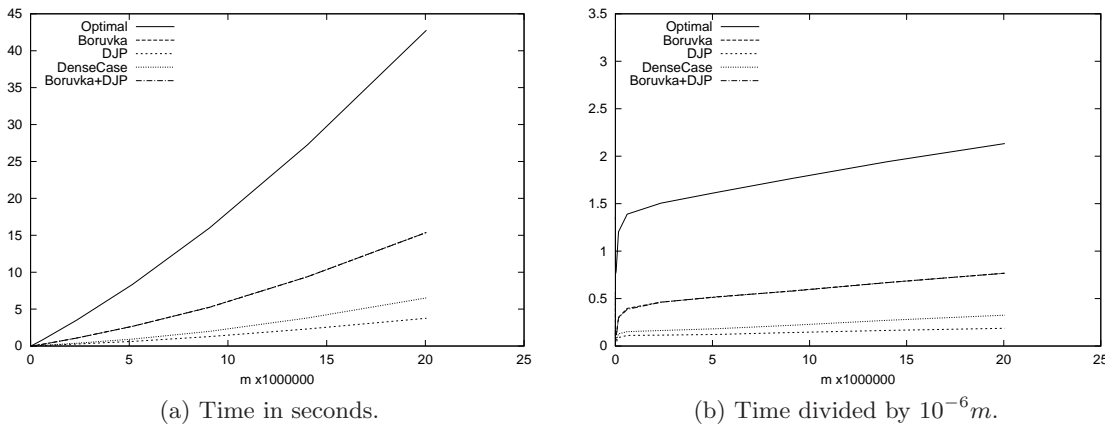 45
40
35
30
25
20
15
10
5
0
0 5 10 15 20 25
m x1000000
Optimal
Boruvka
DJP
DenseCase
Boruvka+DJP
(a) Time in seconds.
3.5
3
2.5
2
1.5
1
0.5
0
0 5 10 15 20 25
m x1000000
Optimal
Boruvka
DJP
DenseCase
Boruvka+DJP
(b) Time divided by 10⁻⁶m.